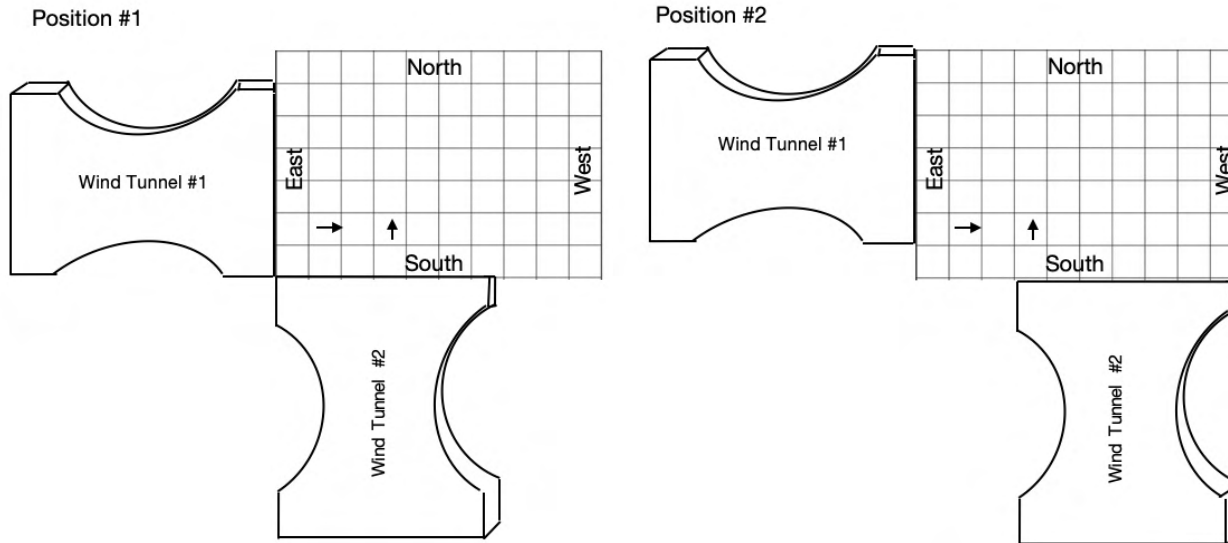 Position #1
North
East
West
Wind Tunnel #1
South
Wind Tunnel #2
Position #2
North
East
West
Wind Tunnel #1
South
Wind Tunnel #2